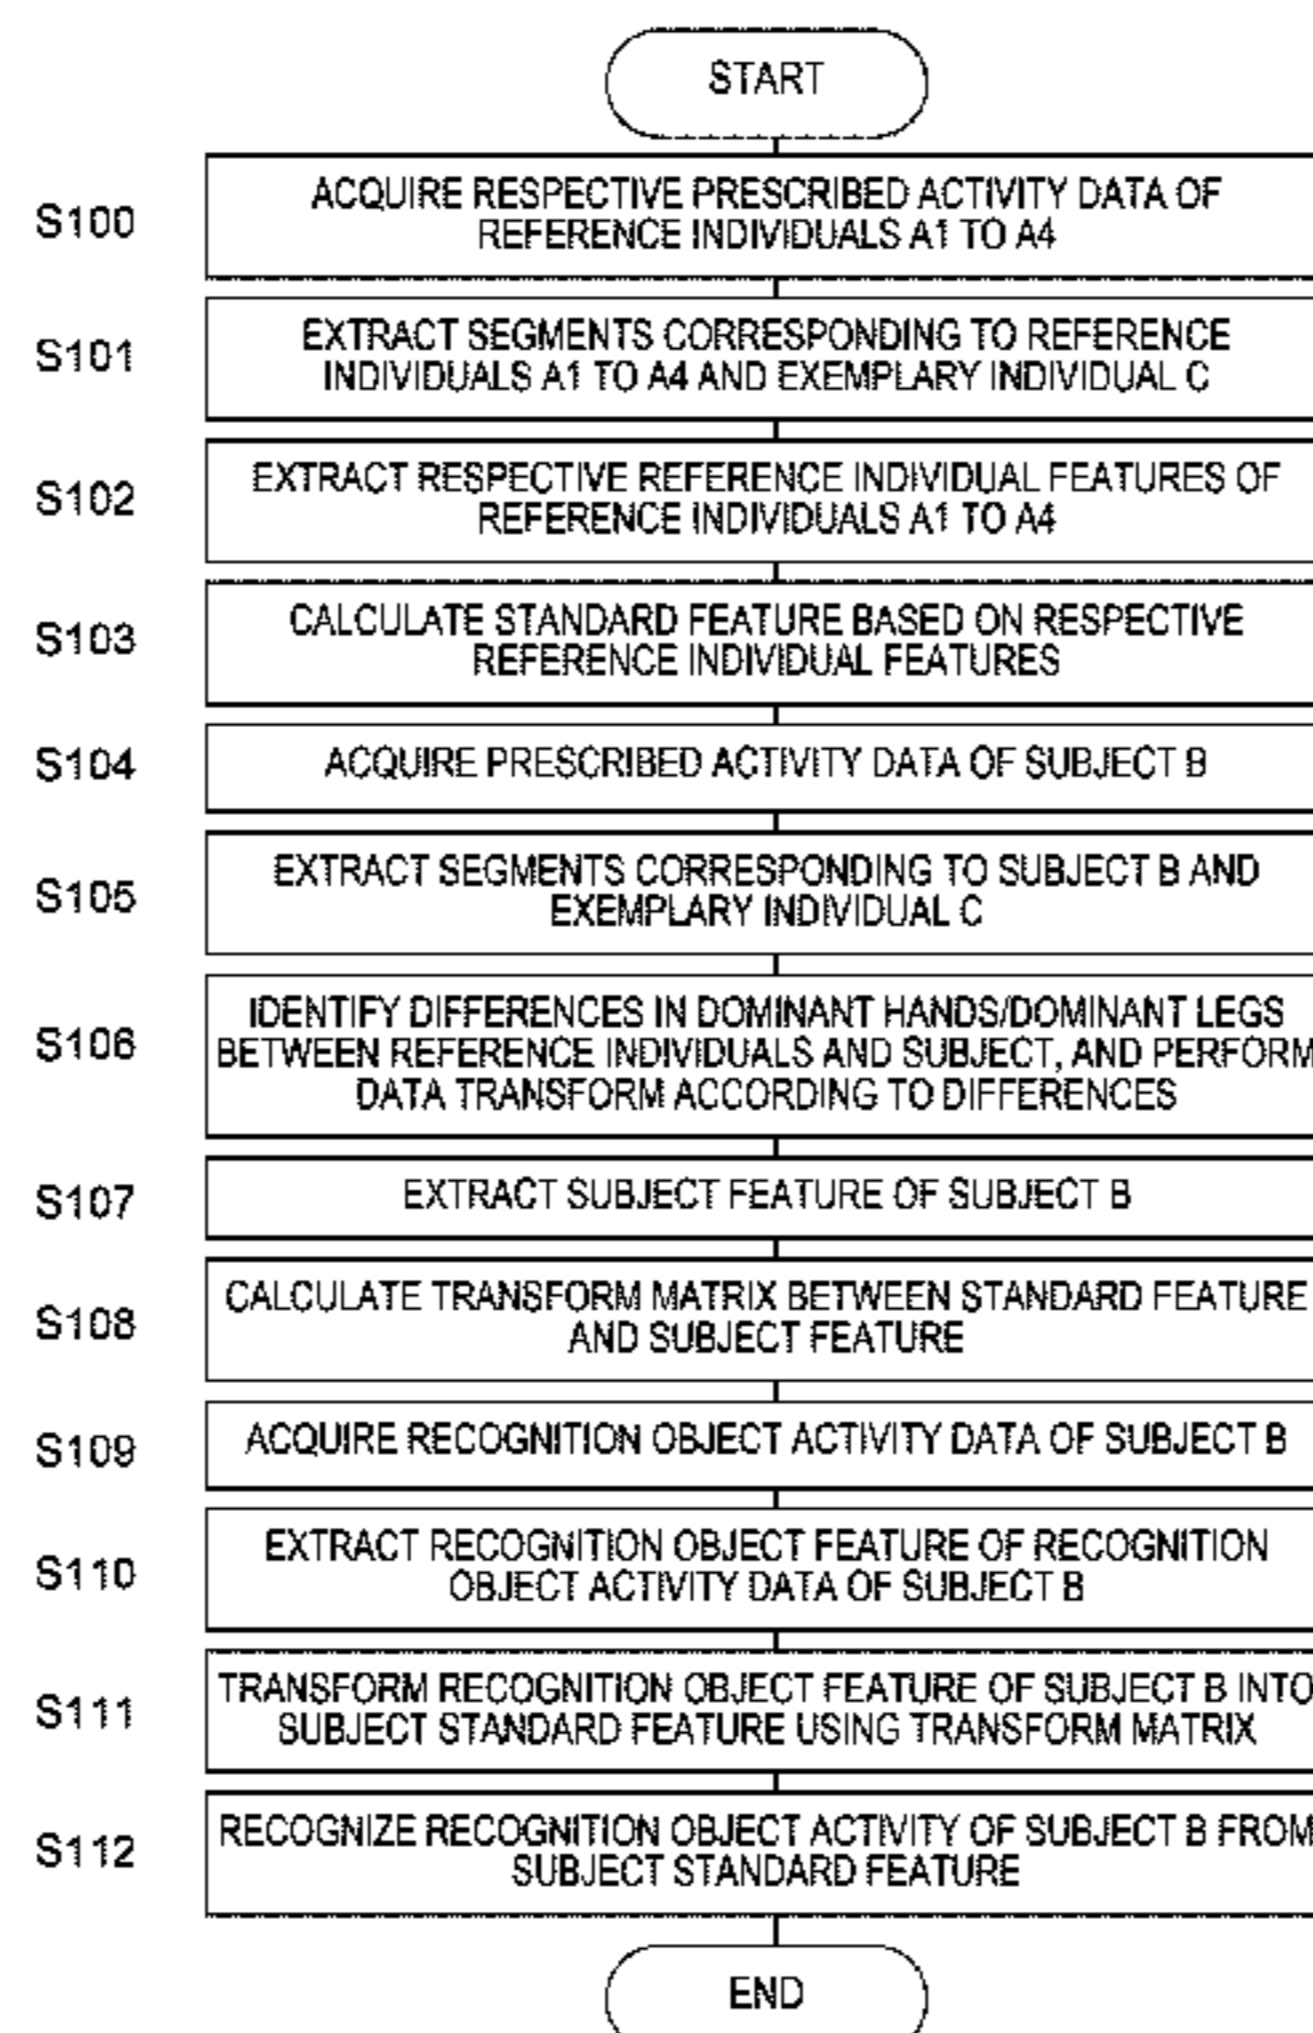 START
S100
ACQUIRE RESPECTIVE PRESCRIBED ACTIVITY DATA OF
REFERENCE INDIVIDUALS A1 TO A4
S101
EXTRACT SEGMENTS CORRESPONDING TO REFERENCE
INDIVIDUALS A1 TO A4 AND EXEMPLARY INDIVIDUAL C
S102
EXTRACT RESPECTIVE REFERENCE INDIVIDUAL FEATURES OF
REFERENCE INDIVIDUALS A1 TO A4
S103
CALCULATE STANDARD FEATURE BASED ON RESPECTIVE
REFERENCE INDIVIDUAL FEATURES
S104
ACQUIRE PRESCRIBED ACTIVITY DATA OF SUBJECT B
S105
EXTRACT SEGMENTS CORRESPONDING TO SUBJECT B AND
EXEMPLARY INDIVIDUAL C
S106
IDENTIFY DIFFERENCES IN DOMINANT HANDS/DOMINANT LEGS
BETWEEN REFERENCE INDIVIDUALS AND SUBJECT, AND PERFORM
DATA TRANSFORM ACCORDING TO DIFFERENCES
S107
EXTRACT SUBJECT FEATURE OF SUBJECT B
S108
CALCULATE TRANSFORM MATRIX BETWEEN STANDARD FEATURE
AND SUBJECT FEATURE
S109
ACQUIRE RECOGNITION OBJECT ACTIVITY DATA OF SUBJECT B
S110
EXTRACT RECOGNITION OBJECT FEATURE OF RECOGNITION
OBJECT ACTIVITY DATA OF SUBJECT B
S111
TRANSFORM RECOGNITION OBJECT FEATURE OF SUBJECT B INTO
SUBJECT STANDARD FEATURE USING TRANSFORM MATRIX
S112
RECOGNIZE RECOGNITION OBJECT ACTIVITY OF SUBJECT B FROM
SUBJECT STANDARD FEATURE
END